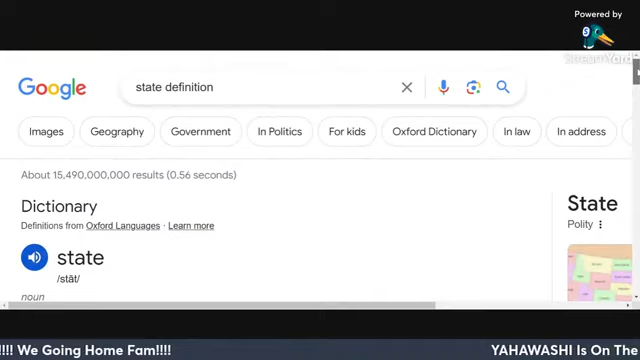 Powered by
StreamYard
Google
state definition
Images
Geography
Government
In Politics
For kids
Oxford Dictionary
In law
In address
About 15,490,000,000 results (0.56 seconds)
Dictionary
Definitions from Oxford Languages · Learn more
state
/stāt/
noun
State
Polity
!!!! We Going Home Fam!!!!
YAHAWASHI Is On The